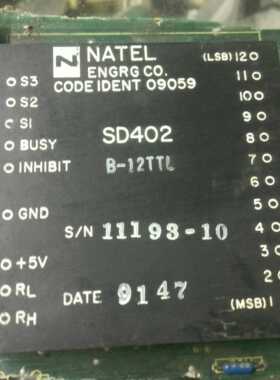 N NATEL
ENGRG CO.
CODE IDENT 09059
(LSB) 12
11
10
9
8
7
6
5
4
3
2
(MSB) 1
S3
S2
S1
BUSY
INHIBIT
GND
+5V
RL
RH
SD402
B-12TTL
S/N 11193-10
DATE 9147